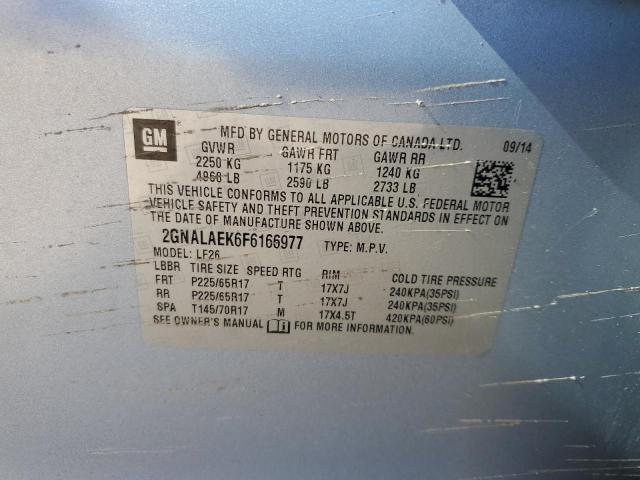 GM
MFD BY GENERAL MOTORS OF CANADA LTD.
09/14
GVWR GAWR FRT GAWR RR
2250 KG 1175 KG 1240 KG
4968 LB 2590 LB 2733 LB
THIS VEHICLE CONFORMS TO ALL APPLICABLE U.S. FEDERAL MOTOR
VEHICLE SAFETY AND THEFT PREVENTION STANDARDS IN EFFECT ON
THE DATE OF MANUFACTURE SHOWN ABOVE.
2GNALAEK6F6166977 TYPE: M.P.V.
MODEL: LF26
LBBR TIRE SIZE SPEED RTG RIM COLD TIRE PRESSURE
FRT P225/65R17 T 17X7J 240KPA(35PSI)
RR P225/65R17 T 17X7J 240KPA(35PSI)
SPA T145/70R17 M 17X4.5T 420KPA(60PSI)
SEE OWNER'S MANUAL FOR MORE INFORMATION.